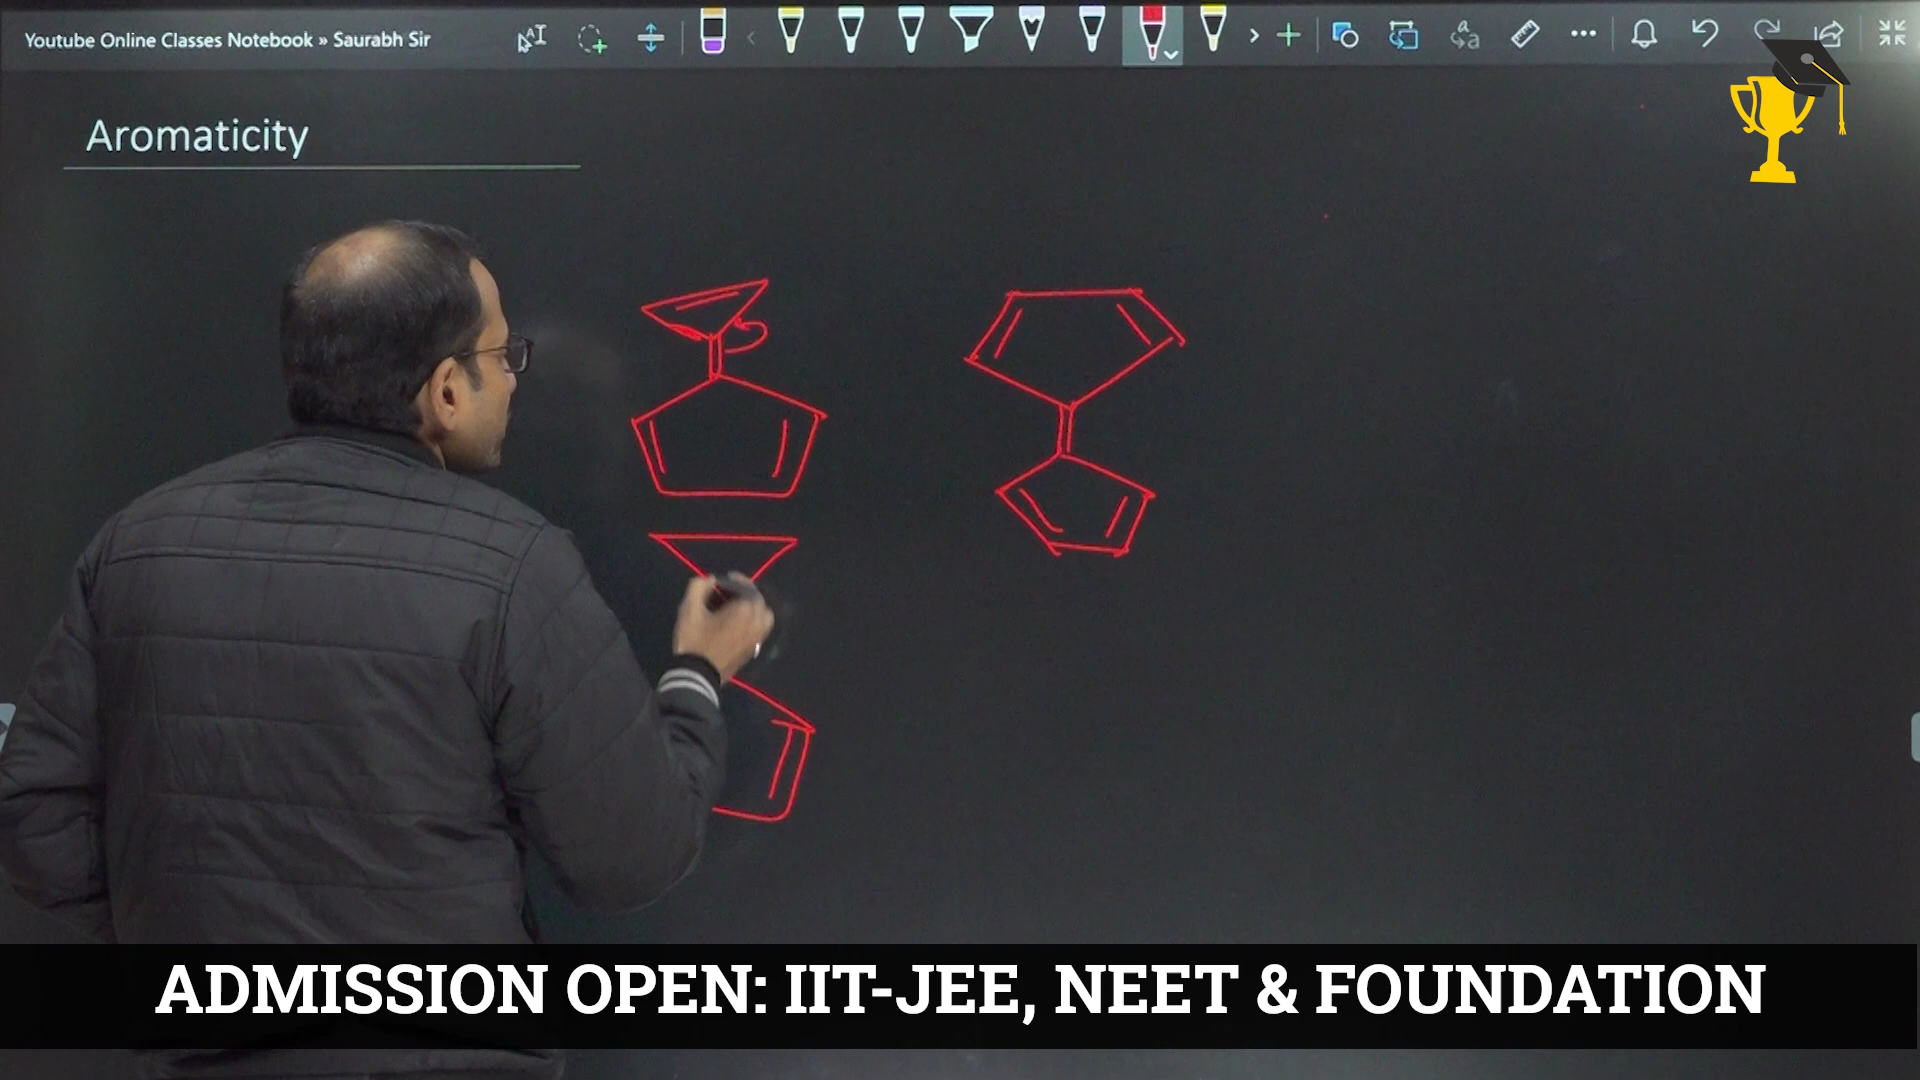 Youtube Online Classes Notebook » Saurabh Sir
Aromaticity
ADMISSION OPEN: IIT-JEE, NEET & FOUNDATION